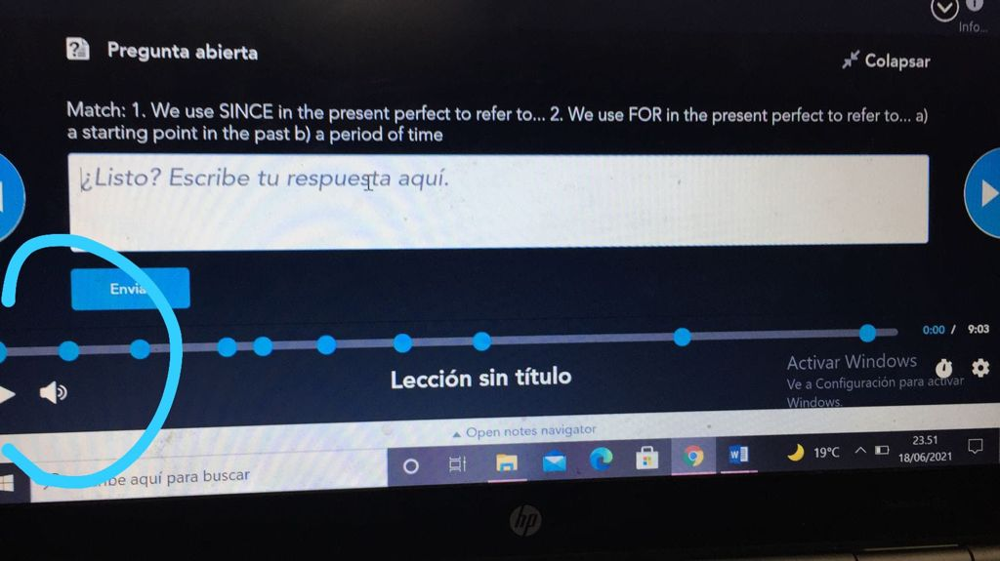 Info...
Pregunta abierta
Colapsar
Match: 1. We use SINCE in the present perfect to refer to... 2. We use FOR in the present perfect to refer to... a)
a starting point in the past b) a period of time
¿Listo? Escribe tu respuesta aquí.
0:00 / 9:03
Lección sin título
Activar Windows
Ve a Configuración para activar
Windows.
Open notes navigator
aquí para buscar
19°C
23.51
18/06/2021
hp